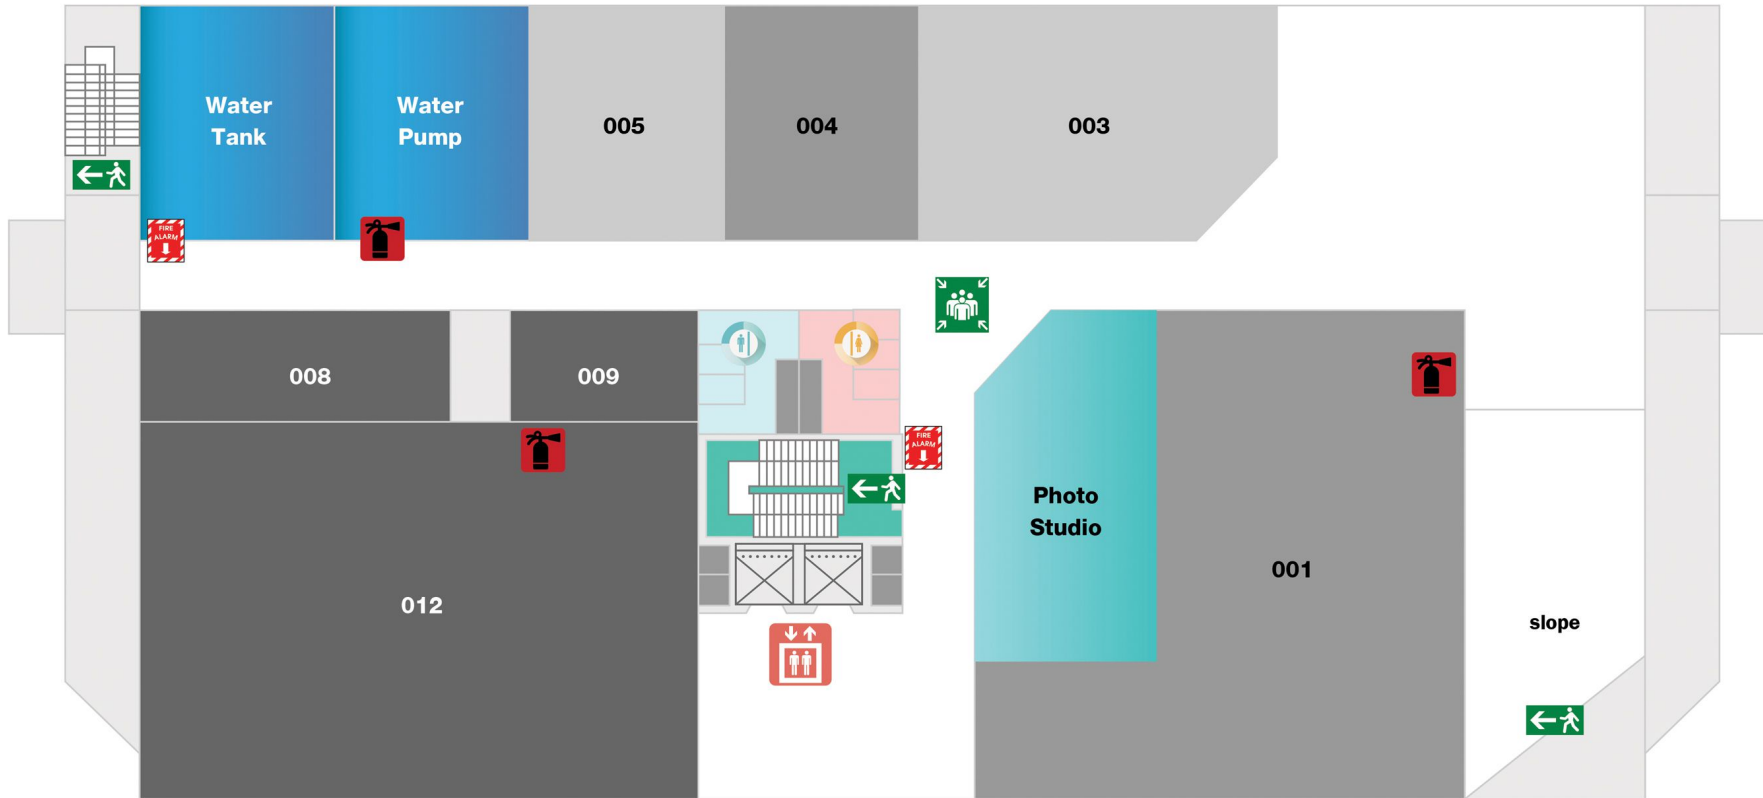 Water
Tank
Water
Pump
005
004
003
FIRE
ALARM
008
009
FIRE
ALARM
Photo
Studio
001
012
slope